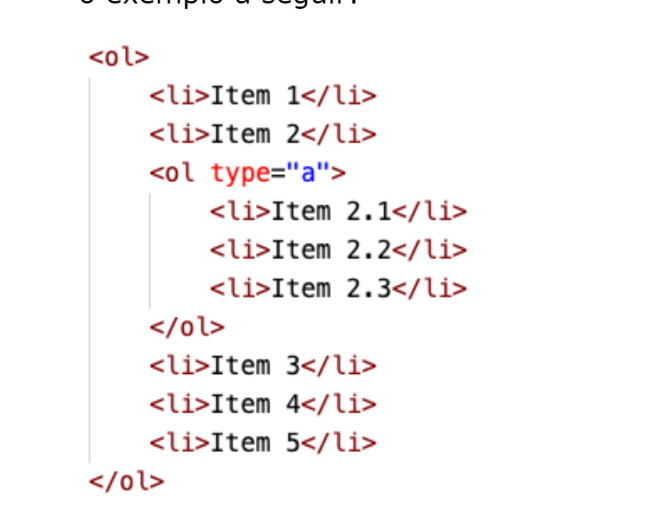 o exemplo a seguir:
<ol>
    <li>Item 1</li>
    <li>Item 2</li>
    <ol type="a">
        <li>Item 2.1</li>
        <li>Item 2.2</li>
        <li>Item 2.3</li>
    </ol>
    <li>Item 3</li>
    <li>Item 4</li>
    <li>Item 5</li>
</ol>